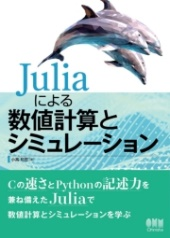 Juliaによる
数値計算と
シミュレーション
Cの速さとPythonの記述力を
兼ね備えたJuliaで
数値計算とシミュレーションを学ぶ